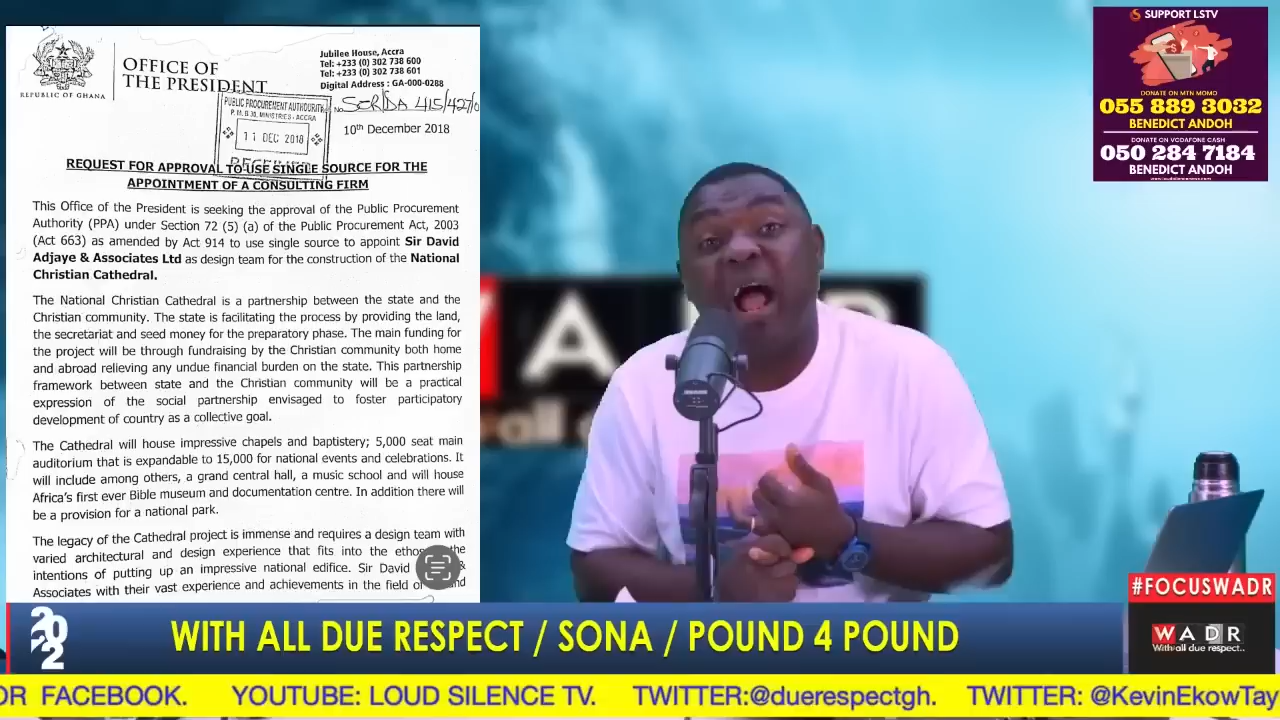 OFFICE OF
THE PRESIDENT
REPUBLIC OF GHANA
Jubilee House, Accra
Tel: +233 (0) 302 738 600
Tel: +233 (0) 302 738 601
Digital Address : GA-000-0288
PUBLIC PROCUREMENT AUTHOURITY
P. M. B 30, MINISTRIES - ACCRA
11 DEC 2018
RECEIVED
No.
SCR/DA 415/427/0
10th December 2018
REQUEST FOR APPROVAL TO USE SINGLE SOURCE FOR THE
APPOINTMENT OF A CONSULTING FIRM
This Office of the President is seeking the approval of the Public Procurement
Authority (PPA) under Section 72 (5) (a) of the Public Procurement Act, 2003
(Act 663) as amended by Act 914 to use single source to appoint Sir David
Adjaye & Associates Ltd as design team for the construction of the National
Christian Cathedral.
The National Christian Cathedral is a partnership between the state and the
Christian community. The state is facilitating the process by providing the land,
the secretariat and seed money for the preparatory phase. The main funding for
the project will be through fundraising by the Christian community both home
and abroad relieving any undue financial burden on the state. This partnership
framework between state and the Christian community will be a practical
expression of the social partnership envisaged to foster participatory
development of country as a collective goal.
The Cathedral will house impressive chapels and baptistery; 5,000 seat main
auditorium that is expandable to 15,000 for national events and celebrations. It
will include among others, a grand central hall, a music school and will house
Africa's first ever Bible museum and documentation centre. In addition there will
be a provision for a national park.
The legacy of the Cathedral project is immense and requires a design team with
varied architectural and design experience that fits into the ethos the
intentions of putting up an impressive national edifice. Sir David &
Associates with their vast experience and achievements in the field of
SUPPORT LSTV
DONATE ON MTN MOMO
055 889 3032
BENEDICT ANDOH
DONATE ON VODAFONE CASH
050 284 7184
BENEDICT ANDOH
A D R
all
#FOCUSWADR
W A D R
With all due respect..
2022
WITH ALL DUE RESPECT / SONA / POUND 4 POUND
OR FACEBOOK. YOUTUBE: LOUD SILENCE TV. TWITTER:@duerespectgh. TWITTER: @KevinEkowTay